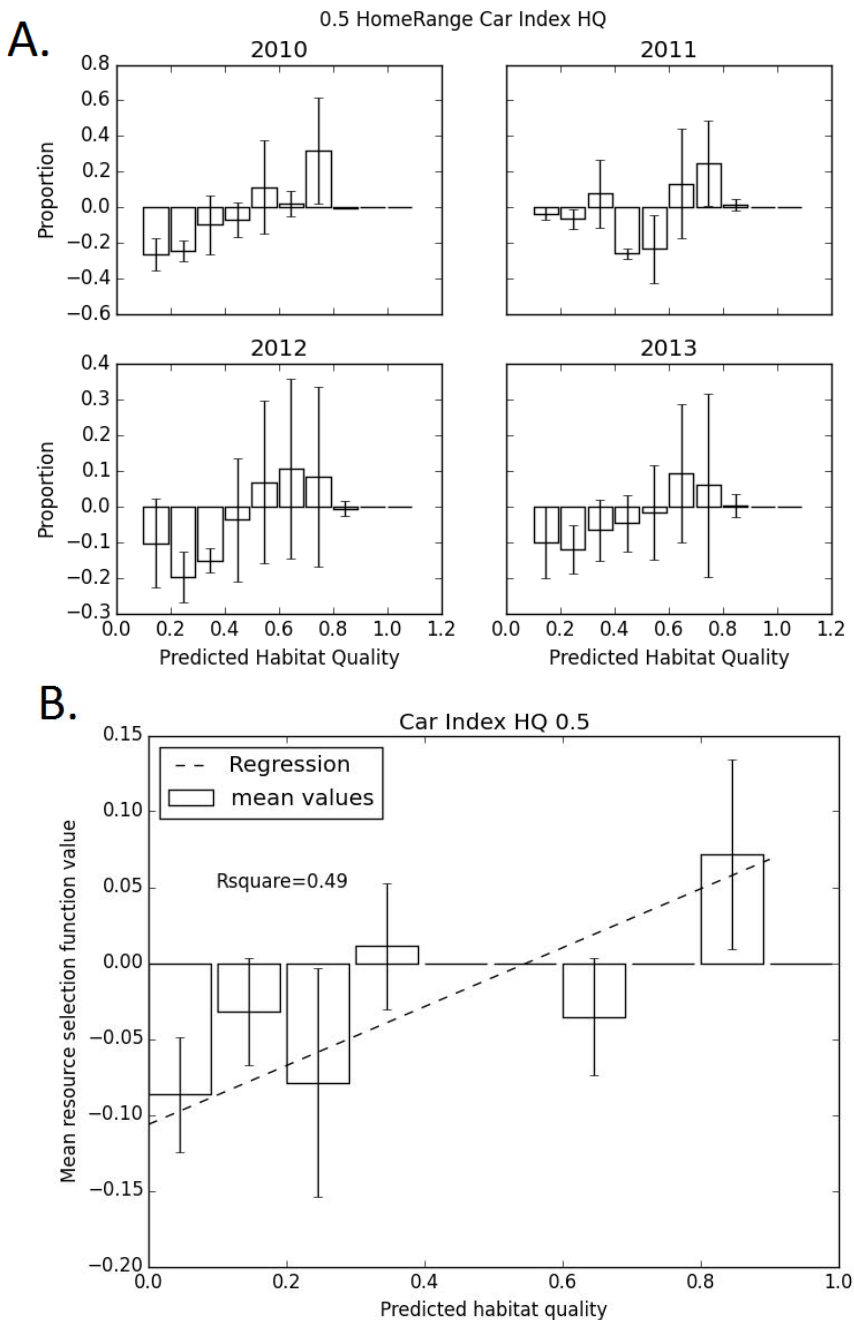 A.
0.5 HomeRange Car Index HQ
2010
2011
Proportion
0.8
0.6
0.4
0.2
0.0
−0.2
−0.4
−0.6
2012
2013
Proportion
0.4
0.3
0.2
0.1
0.0
−0.1
−0.2
−0.3
0.0 0.2 0.4 0.6 0.8 1.0 1.2
0.0 0.2 0.4 0.6 0.8 1.0 1.2
Predicted Habitat Quality
Predicted Habitat Quality
B.
Car Index HQ 0.5
Mean resource selection function value
0.15
0.10
0.05
0.00
−0.05
−0.10
−0.15
−0.20
Regression
mean values
Rsquare=0.49
0.0 0.2 0.4 0.6 0.8 1.0
Predicted habitat quality